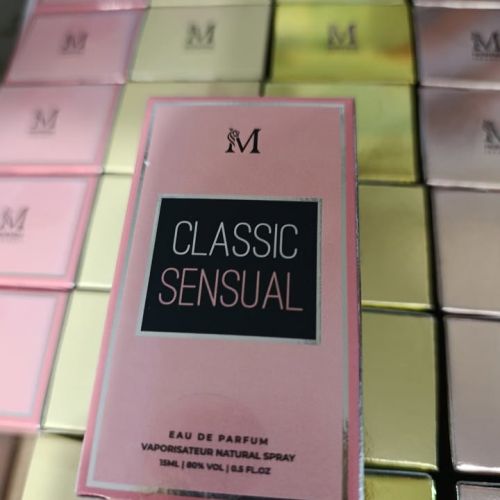 M
CLASSIC
SENSUAL
EAU DE PARFUM
VAPORISATEUR NATURAL SPRAY
15ML | 80% VOL | 0.5 FL.OZ
M
M
M
M
M